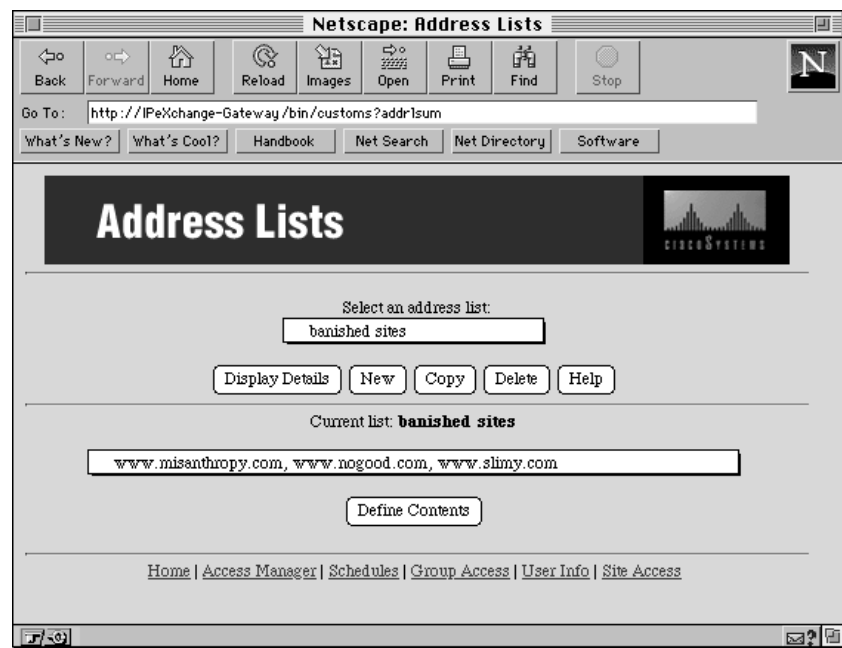 Netscape: Address Lists
Back Forward Home Reload Images Open Print Find Stop
N
Go To: http://IPeXchange-Gateway/bin/customs?addrlsum
What's New? What's Cool? Handbook Net Search Net Directory Software
Address Lists
CISCO SYSTEMS
Select an address list:
banished sites
Display Details New Copy Delete Help
Current list: banished sites
www.misanthropy.com, www.nogood.com, www.slimy.com
Define Contents
Home | Access Manager | Schedules | Group Access | User Info | Site Access
?